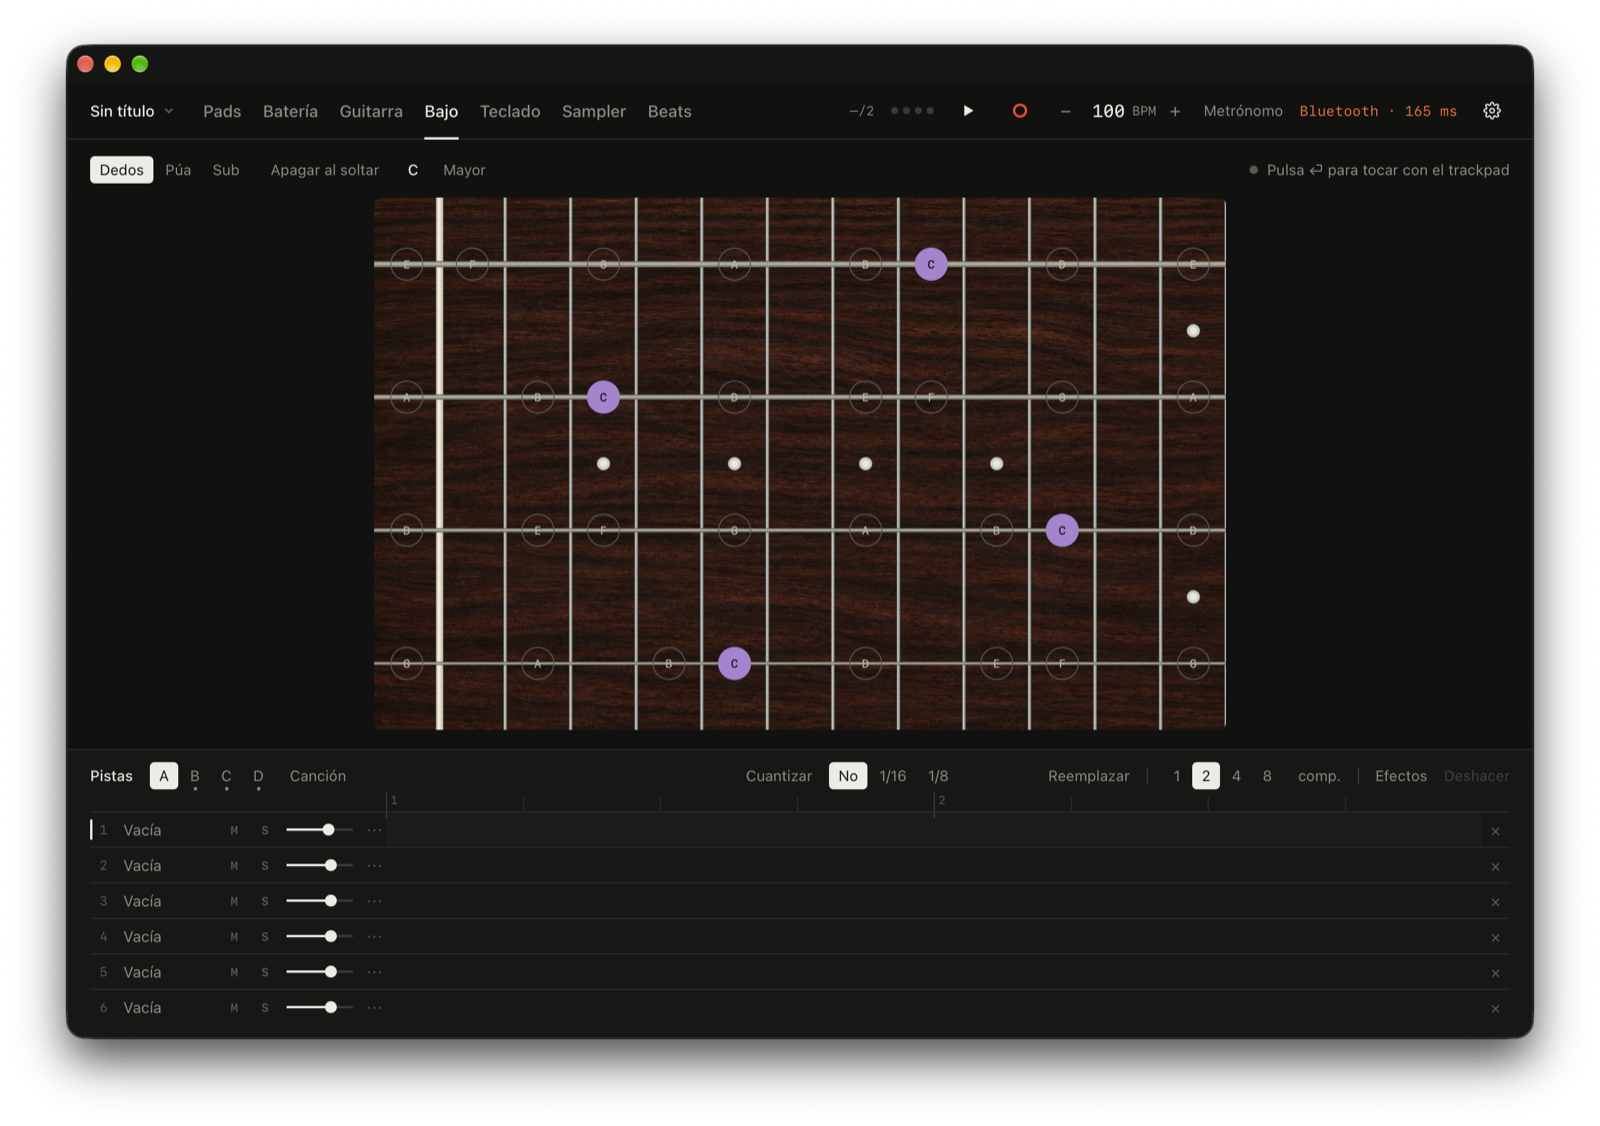 Sin título Pads Batería Guitarra Bajo Teclado Sampler Beats –/2 – 100 BPM + Metrónomo Bluetooth · 165 ms
Dedos Púa Sub Apagar al soltar C Mayor Pulsa ⏎ para tocar con el trackpad
E F G A B C D E
A B C D E F G A
D E F G A B C D
G A B C D E F G
Pistas A B C D Canción Cuantizar No 1/16 1/8 Reemplazar 1 2 4 8 comp. Efectos Deshacer
1 2
1 Vacía M S ··· ×
2 Vacía M S ··· ×
3 Vacía M S ··· ×
4 Vacía M S ··· ×
5 Vacía M S ··· ×
6 Vacía M S ··· ×